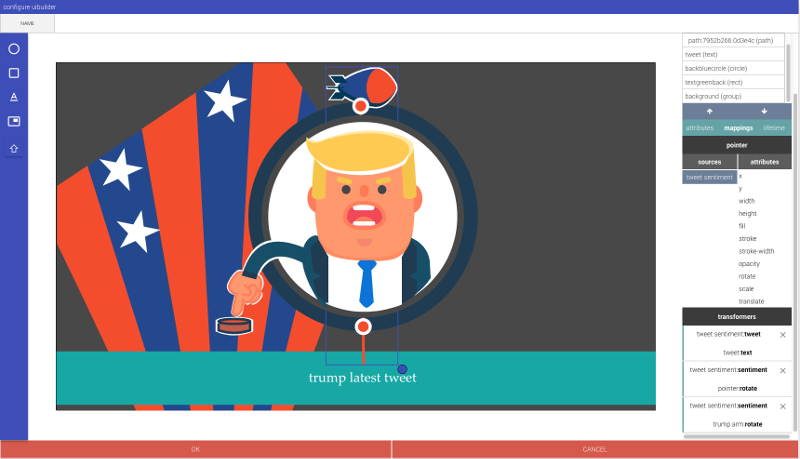 configure uibuilder
NAME
path:7952b266.0d3e4c (path)
tweet (text)
backbluecircle (circle)
textgreenback (rect)
background (group)
attributes mappings lifetime
pointer
sources attributes
tweet sentiment x
y
width
height
fill
stroke
stroke-width
opacity
rotate
scale
translate
transformers
tweet sentiment:tweet
tweet:text
tweet sentiment:sentiment
pointer:rotate
tweet sentiment:sentiment
trump arm:rotate
trump latest tweet
OK CANCEL